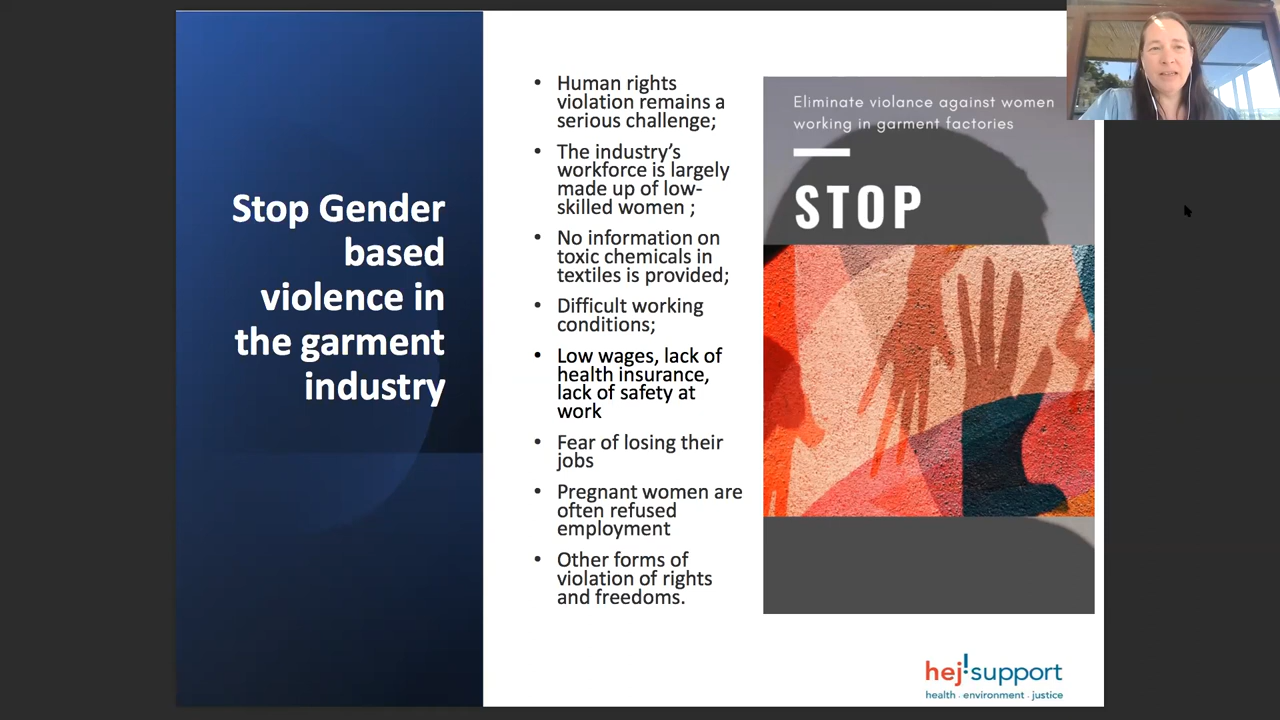 Stop Gender
based
violence in
the garment
industry
• Human rights
violation remains a
serious challenge;
• The industry’s
workforce is largely
made up of low-
skilled women ;
• No information on
toxic chemicals in
textiles is provided;
• Difficult working
conditions;
• Low wages, lack of
health insurance,
lack of safety at
work
• Fear of losing their
jobs
• Pregnant women are
often refused
employment
• Other forms of
violation of rights
and freedoms.
Eliminate violance against women
working in garment factories
STOP
hej!support
health . environment . justice